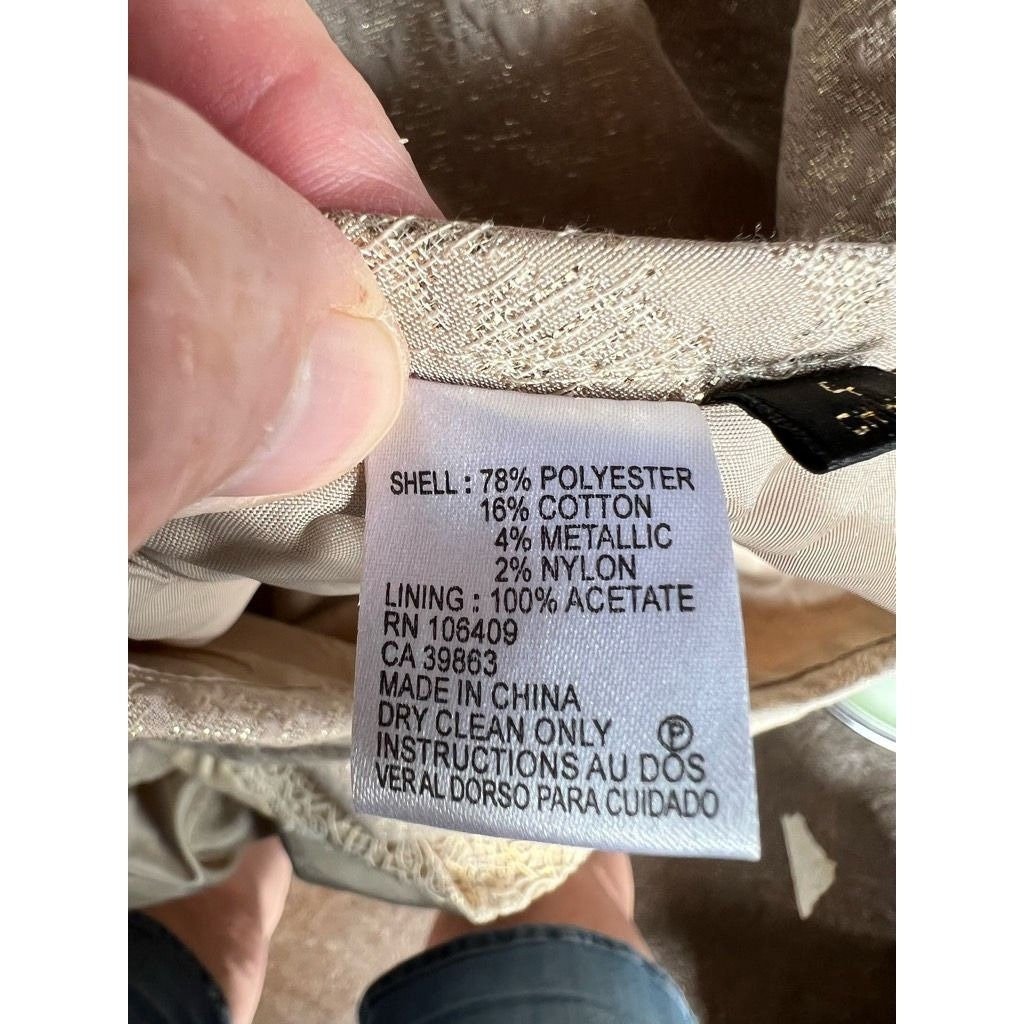 SHELL : 78% POLYESTER
16% COTTON
4% METALLIC
2% NYLON
LINING : 100% ACETATE
RN 106409
CA 39863
MADE IN CHINA
DRY CLEAN ONLY Ⓟ
INSTRUCTIONS AU DOS
VER AL DORSO PARA CUIDADO